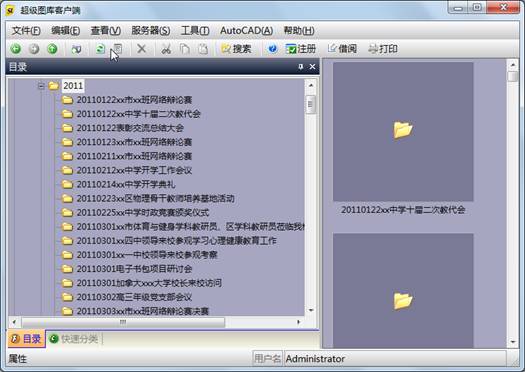 超级图库客户端
文件(F) 编辑(E) 查看(V) 服务器(S) 工具(T) AutoCAD(A) 帮助(H)
搜索 注册 借阅 打印
目录
2011
20110122xx市xx班网络辩论赛
20110122xx中学十届二次教代会
20110122表彰交流总结大会
20110123xx市xx班网络辩论赛
20110211xx市xx班网络辩论赛
20110212xx中学开学工作会议
20110214xx中学开学典礼
20110223xx区物理骨干教师培养基地活动
20110225xx中学时政竞赛颁奖仪式
20110301xx市体育与健身学科教研员、区学科教研员莅临我校
20110301xx四中领导来校参观学习心理健康教育工作
20110301xx一中校领导来校参观考察
20110301电子书包项目研讨会
20110301加拿大xxx大学校长来校访问
20110302高三年级党支部会议
20110303xx市xx班网络辩论赛决赛
20110122xx中学十届二次教代会
目录 快速分类
属性 用户名 Administrator